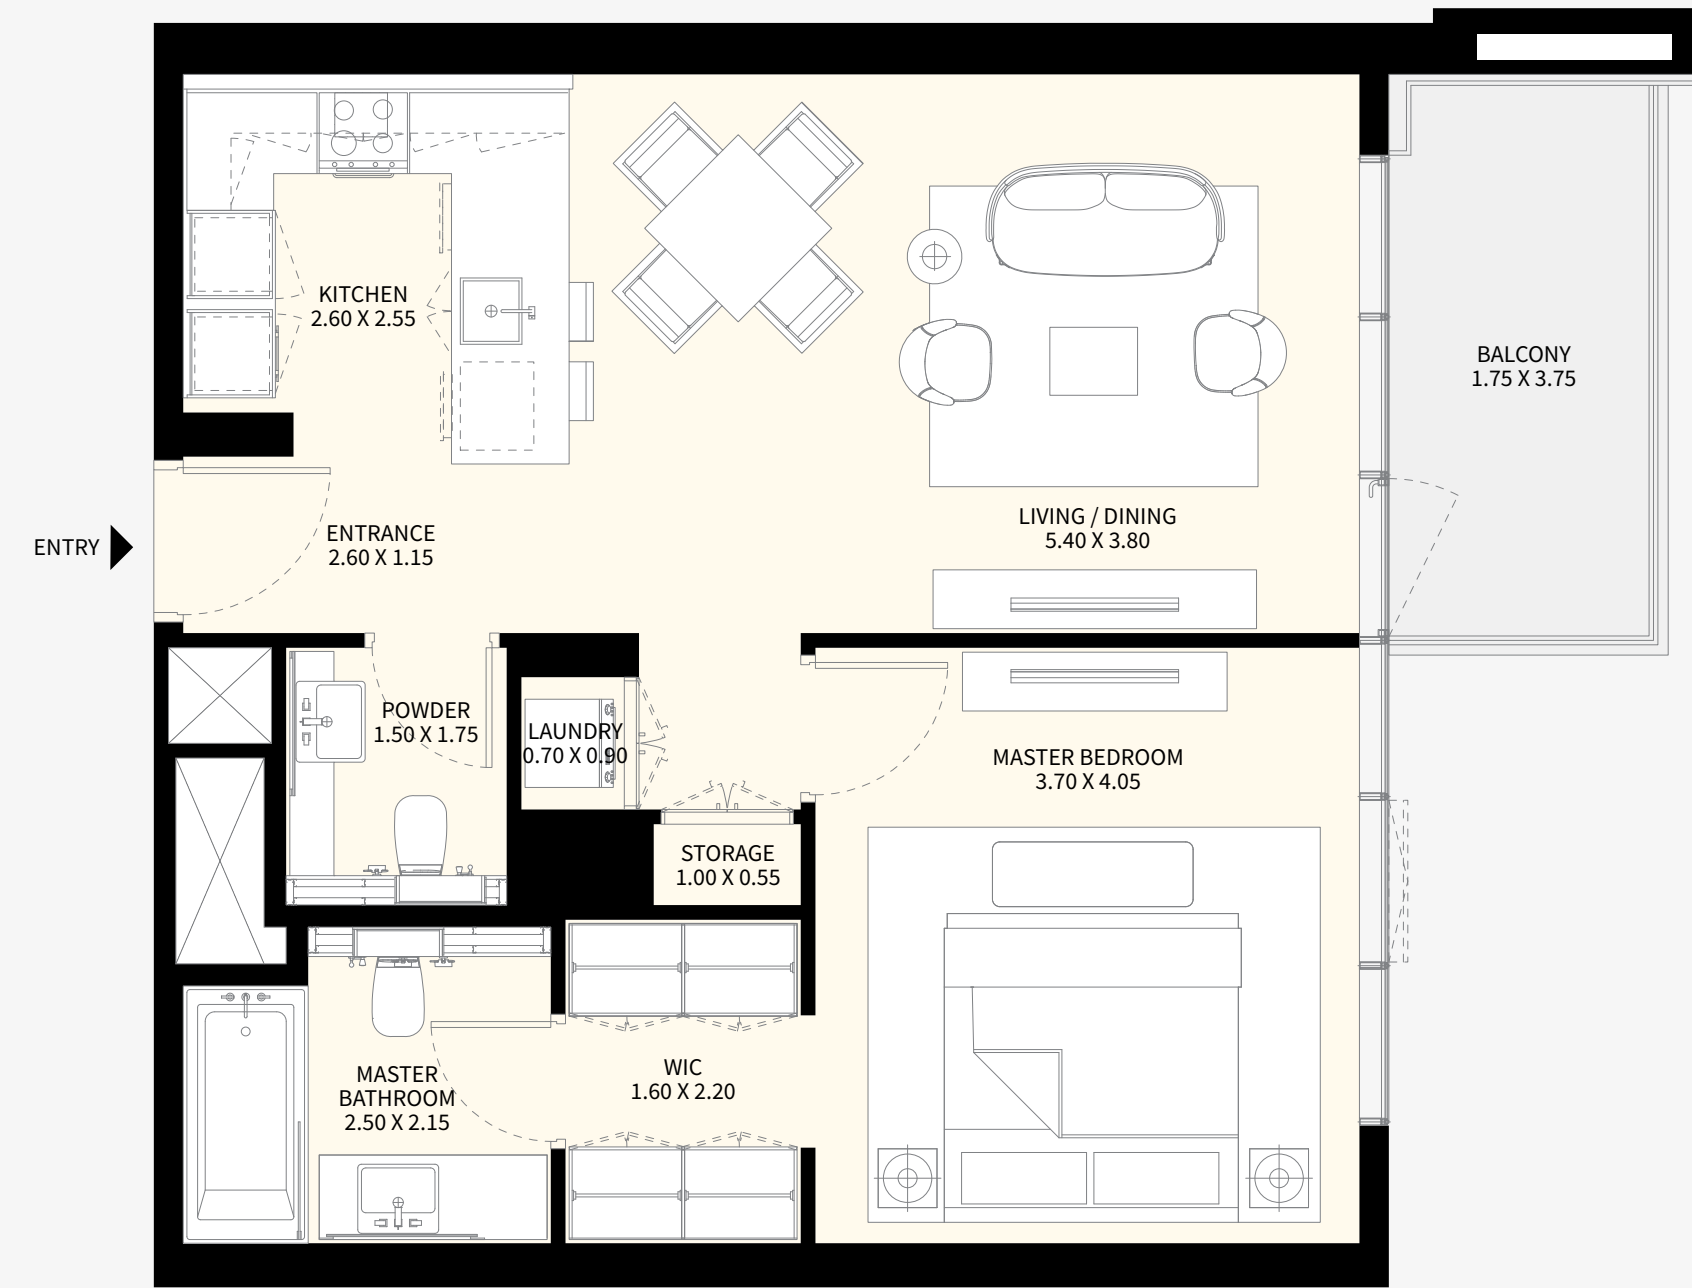 KITCHEN
2.60 X 2.55
BALCONY
1.75 X 3.75
ENTRY
ENTRANCE
2.60 X 1.15
LIVING / DINING
5.40 X 3.80
POWDER
1.50 X 1.75
LAUNDRY
0.70 X 0.90
MASTER BEDROOM
3.70 X 4.05
STORAGE
1.00 X 0.55
MASTER
BATHROOM
2.50 X 2.15
WIC
1.60 X 2.20